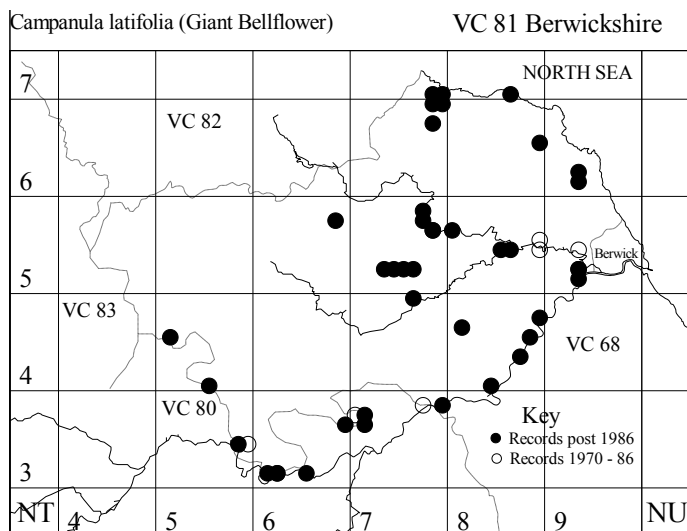 Campanula latifolia (Giant Bellflower) VC 81 Berwickshire
7 NORTH SEA
VC 82
6
5 Berwick
VC 83 VC 68
4
VC 80
Key
Records post 1986
3 Records 1970 - 86
NT 4 5 6 7 8 9 NU